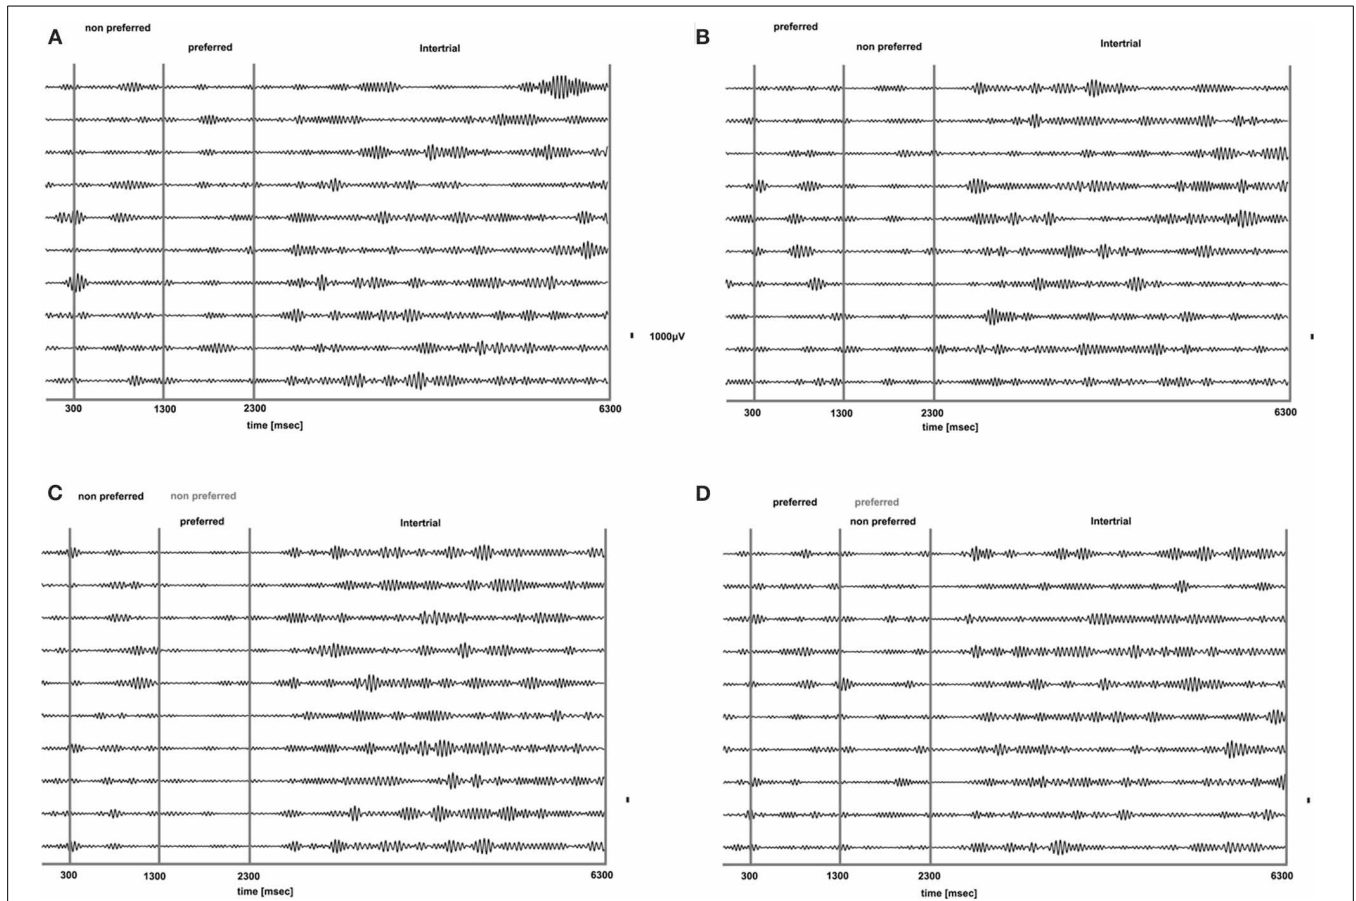 A
non preferred
preferred
Intertrial
1000µV
300 1300 2300 6300
time [msec]
B
preferred
non preferred
Intertrial
300 1300 2300 6300
time [msec]
C
non preferred non preferred
preferred
Intertrial
300 1300 2300 6300
time [msec]
D
preferred preferred
non preferred
Intertrial
300 1300 2300 6300
time [msec]